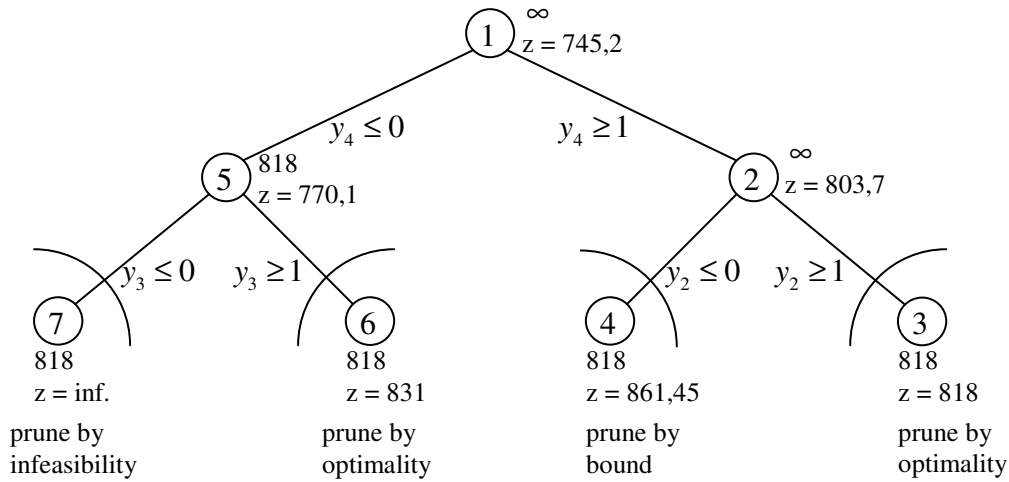 ∞
1
z = 745,2
y₄ ≤ 0
y₄ ≥ 1
818
5
z = 770,1
∞
2
z = 803,7
y₃ ≤ 0
y₃ ≥ 1
y₂ ≤ 0
y₂ ≥ 1
7
818
z = inf.
prune by
infeasibility
6
818
z = 831
prune by
optimality
4
818
z = 861,45
prune by
bound
3
818
z = 818
prune by
optimality